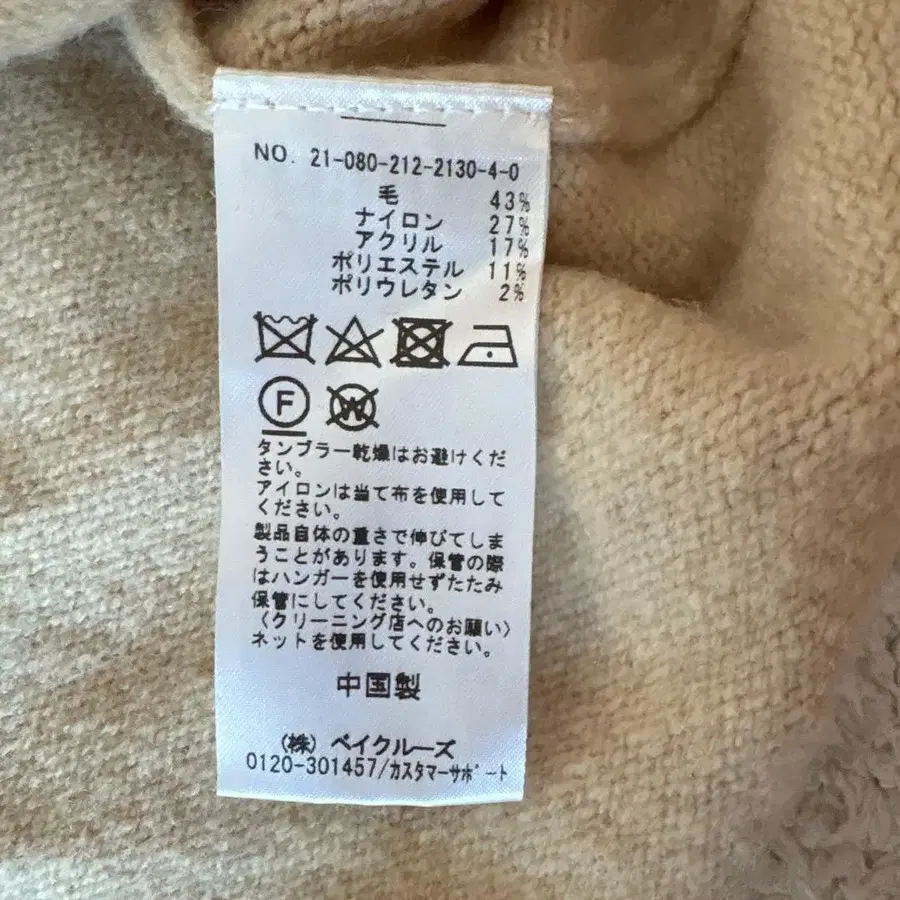 NO. 21-080-212-2130-4-0
毛 43%
ナイロン 27%
アクリル 17%
ポリエステル 11%
ポリウレタン 2%
F W
タンブラー乾燥はお避けくだ
さい。
アイロンは当て布を使用して
ください。
製品自体の重さで伸びてしま
うことがあります。保管の際
はハンガーを使用せずたたみ
保管にしてください。
〈クリーニング店へのお願い〉
ネットを使用してください。
中国製
（株）ベイクルーズ
0120-301457/カスタマーサポート